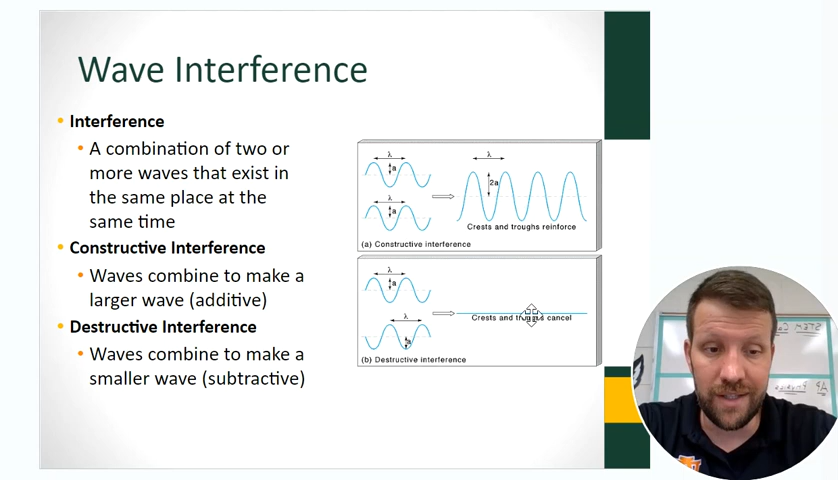 Wave Interference
• Interference
• A combination of two or
more waves that exist in
the same place at the
same time
• Constructive Interference
• Waves combine to make a
larger wave (additive)
• Destructive Interference
• Waves combine to make a
smaller wave (subtractive)
λ
a
λ
a
λ
2a
Crests and troughs reinforce
(a) Constructive interference
λ
a
λ
a
Crests and troughs cancel
(b) Destructive interference